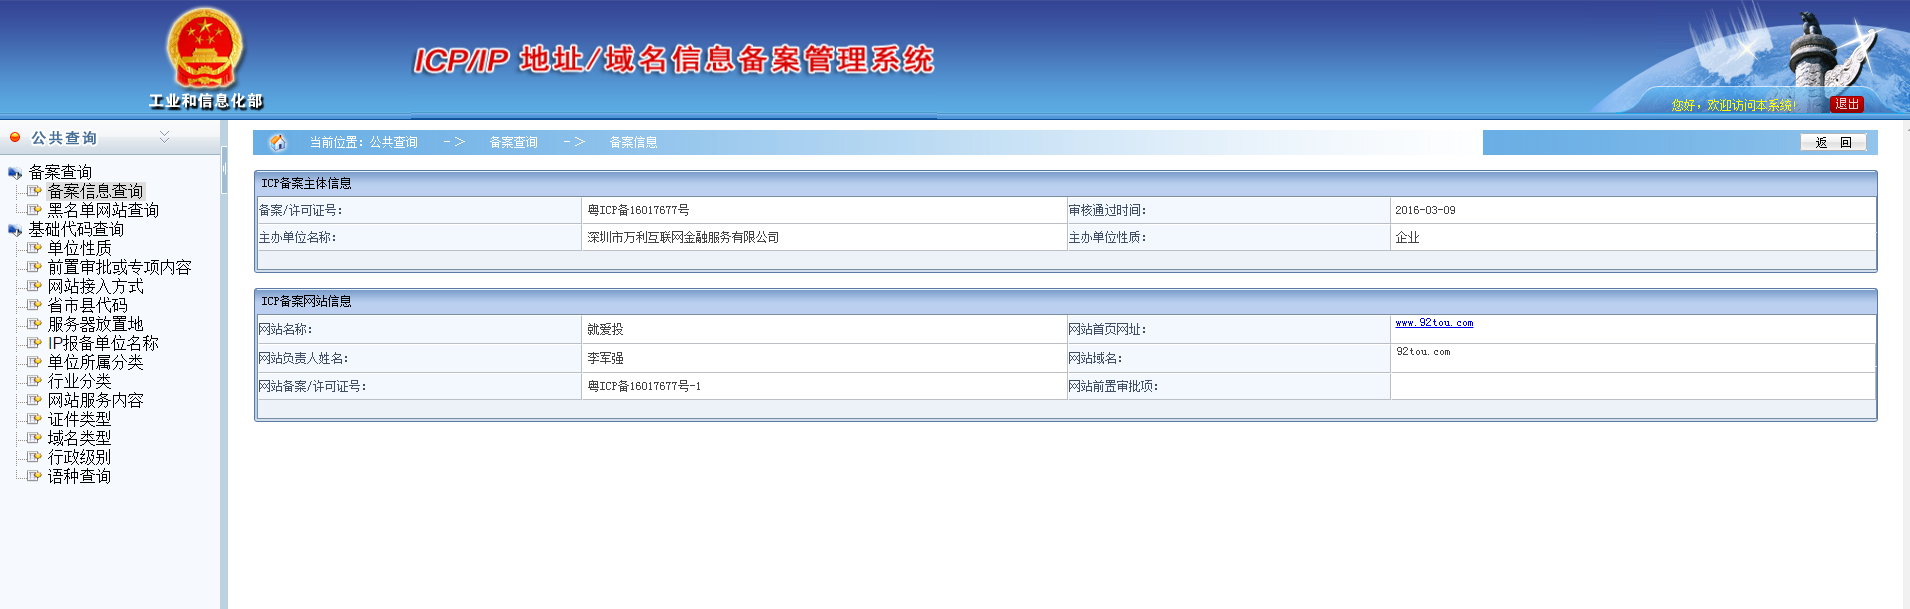 工业和信息化部
ICP/IP 地址/域名信息备案管理系统
您好，欢迎访问本系统!
退出
公共查询
备案查询
备案信息查询
黑名单网站查询
基础代码查询
单位性质
前置审批或专项内容
网站接入方式
省市县代码
服务器放置地
IP报备单位名称
单位所属分类
行业分类
网站服务内容
证件类型
域名类型
行政级别
语种查询
当前位置：公共查询 -> 备案查询 -> 备案信息
返 回
ICP备案主体信息
备案/许可证号： 粤ICP备16017677号 审核通过时间： 2016-03-09
主办单位名称： 深圳市万利互联网金融服务有限公司 主办单位性质： 企业
ICP备案网站信息
网站名称： 就爱投 网站首页网址： www.92tou.com
网站负责人姓名： 李军强 网站域名： 92tou.com
网站备案/许可证号： 粤ICP备16017677号-1 网站前置审批项：